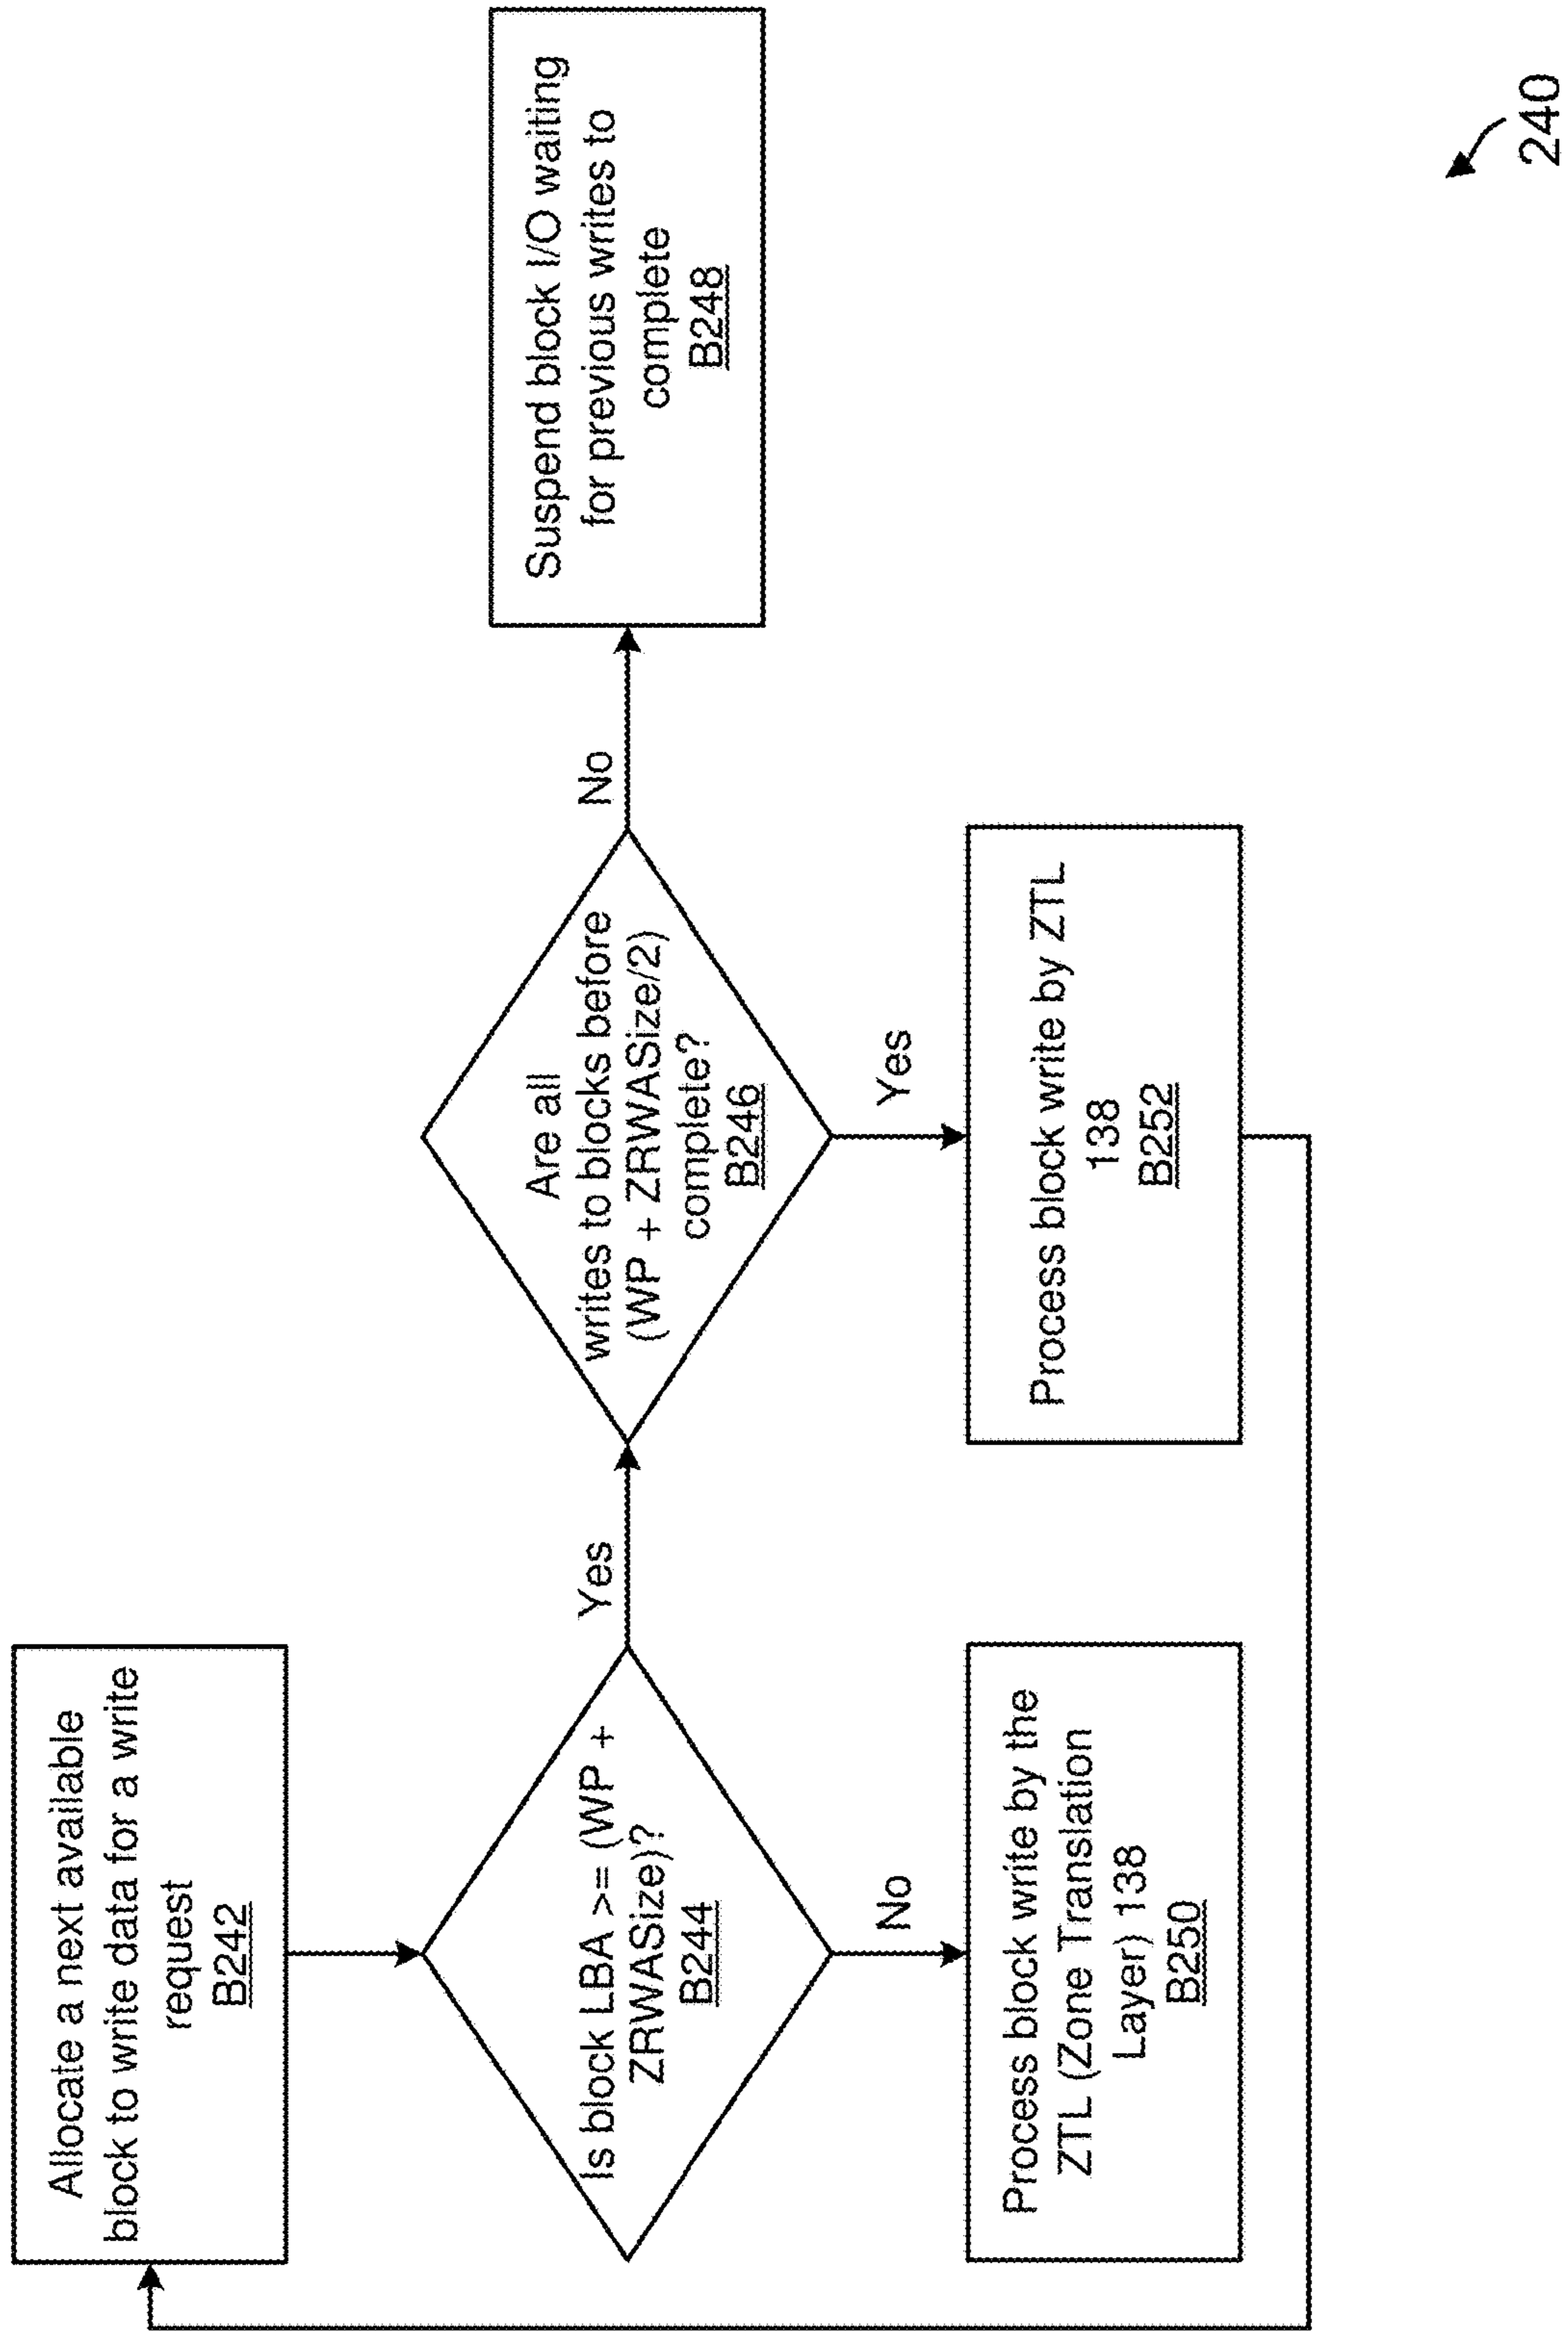 Allocate a next available
block to write data for a write
request
B242
Is block LBA >= (WP +
ZRWASize)?
B244
Yes
No
Are all
writes to blocks before
(WP + ZRWASize/2)
complete?
B246
No
Yes
Suspend block I/O waiting
for previous writes to
complete
B248
Process block write by the
ZTL (Zone Translation
Layer) 138
B250
Process block write by ZTL
138
B252
240